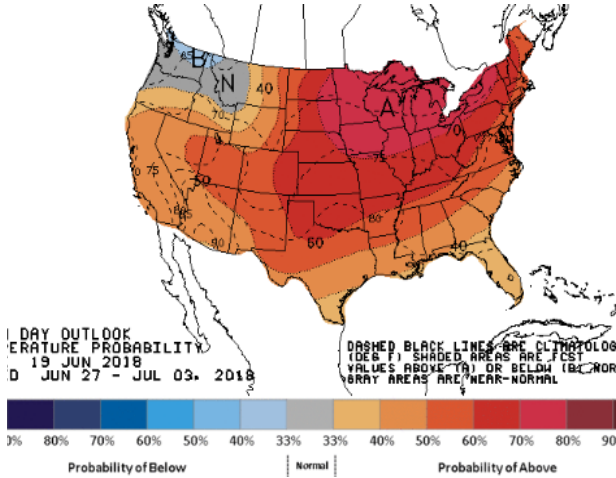 B
85
N
40
A
70
70
75
75
50
80
85
90
60
80
40
DAY OUTLOOK
ERATURE PROBABILITY
19 JUN 2018
D JUN 27 - JUL 03, 2018
DASHED BLACK LINES ARE CLIMATOLOG
(DEG F) SHADED AREAS ARE FCST
VALUES ABOVE (A) OR BELOW (B) NOR
GRAY AREAS ARE NEAR-NORMAL
0% 80% 70% 60% 50% 40% 33% 33% 40% 50% 60% 70% 80% 90
Probability of Below Normal Probability of Above